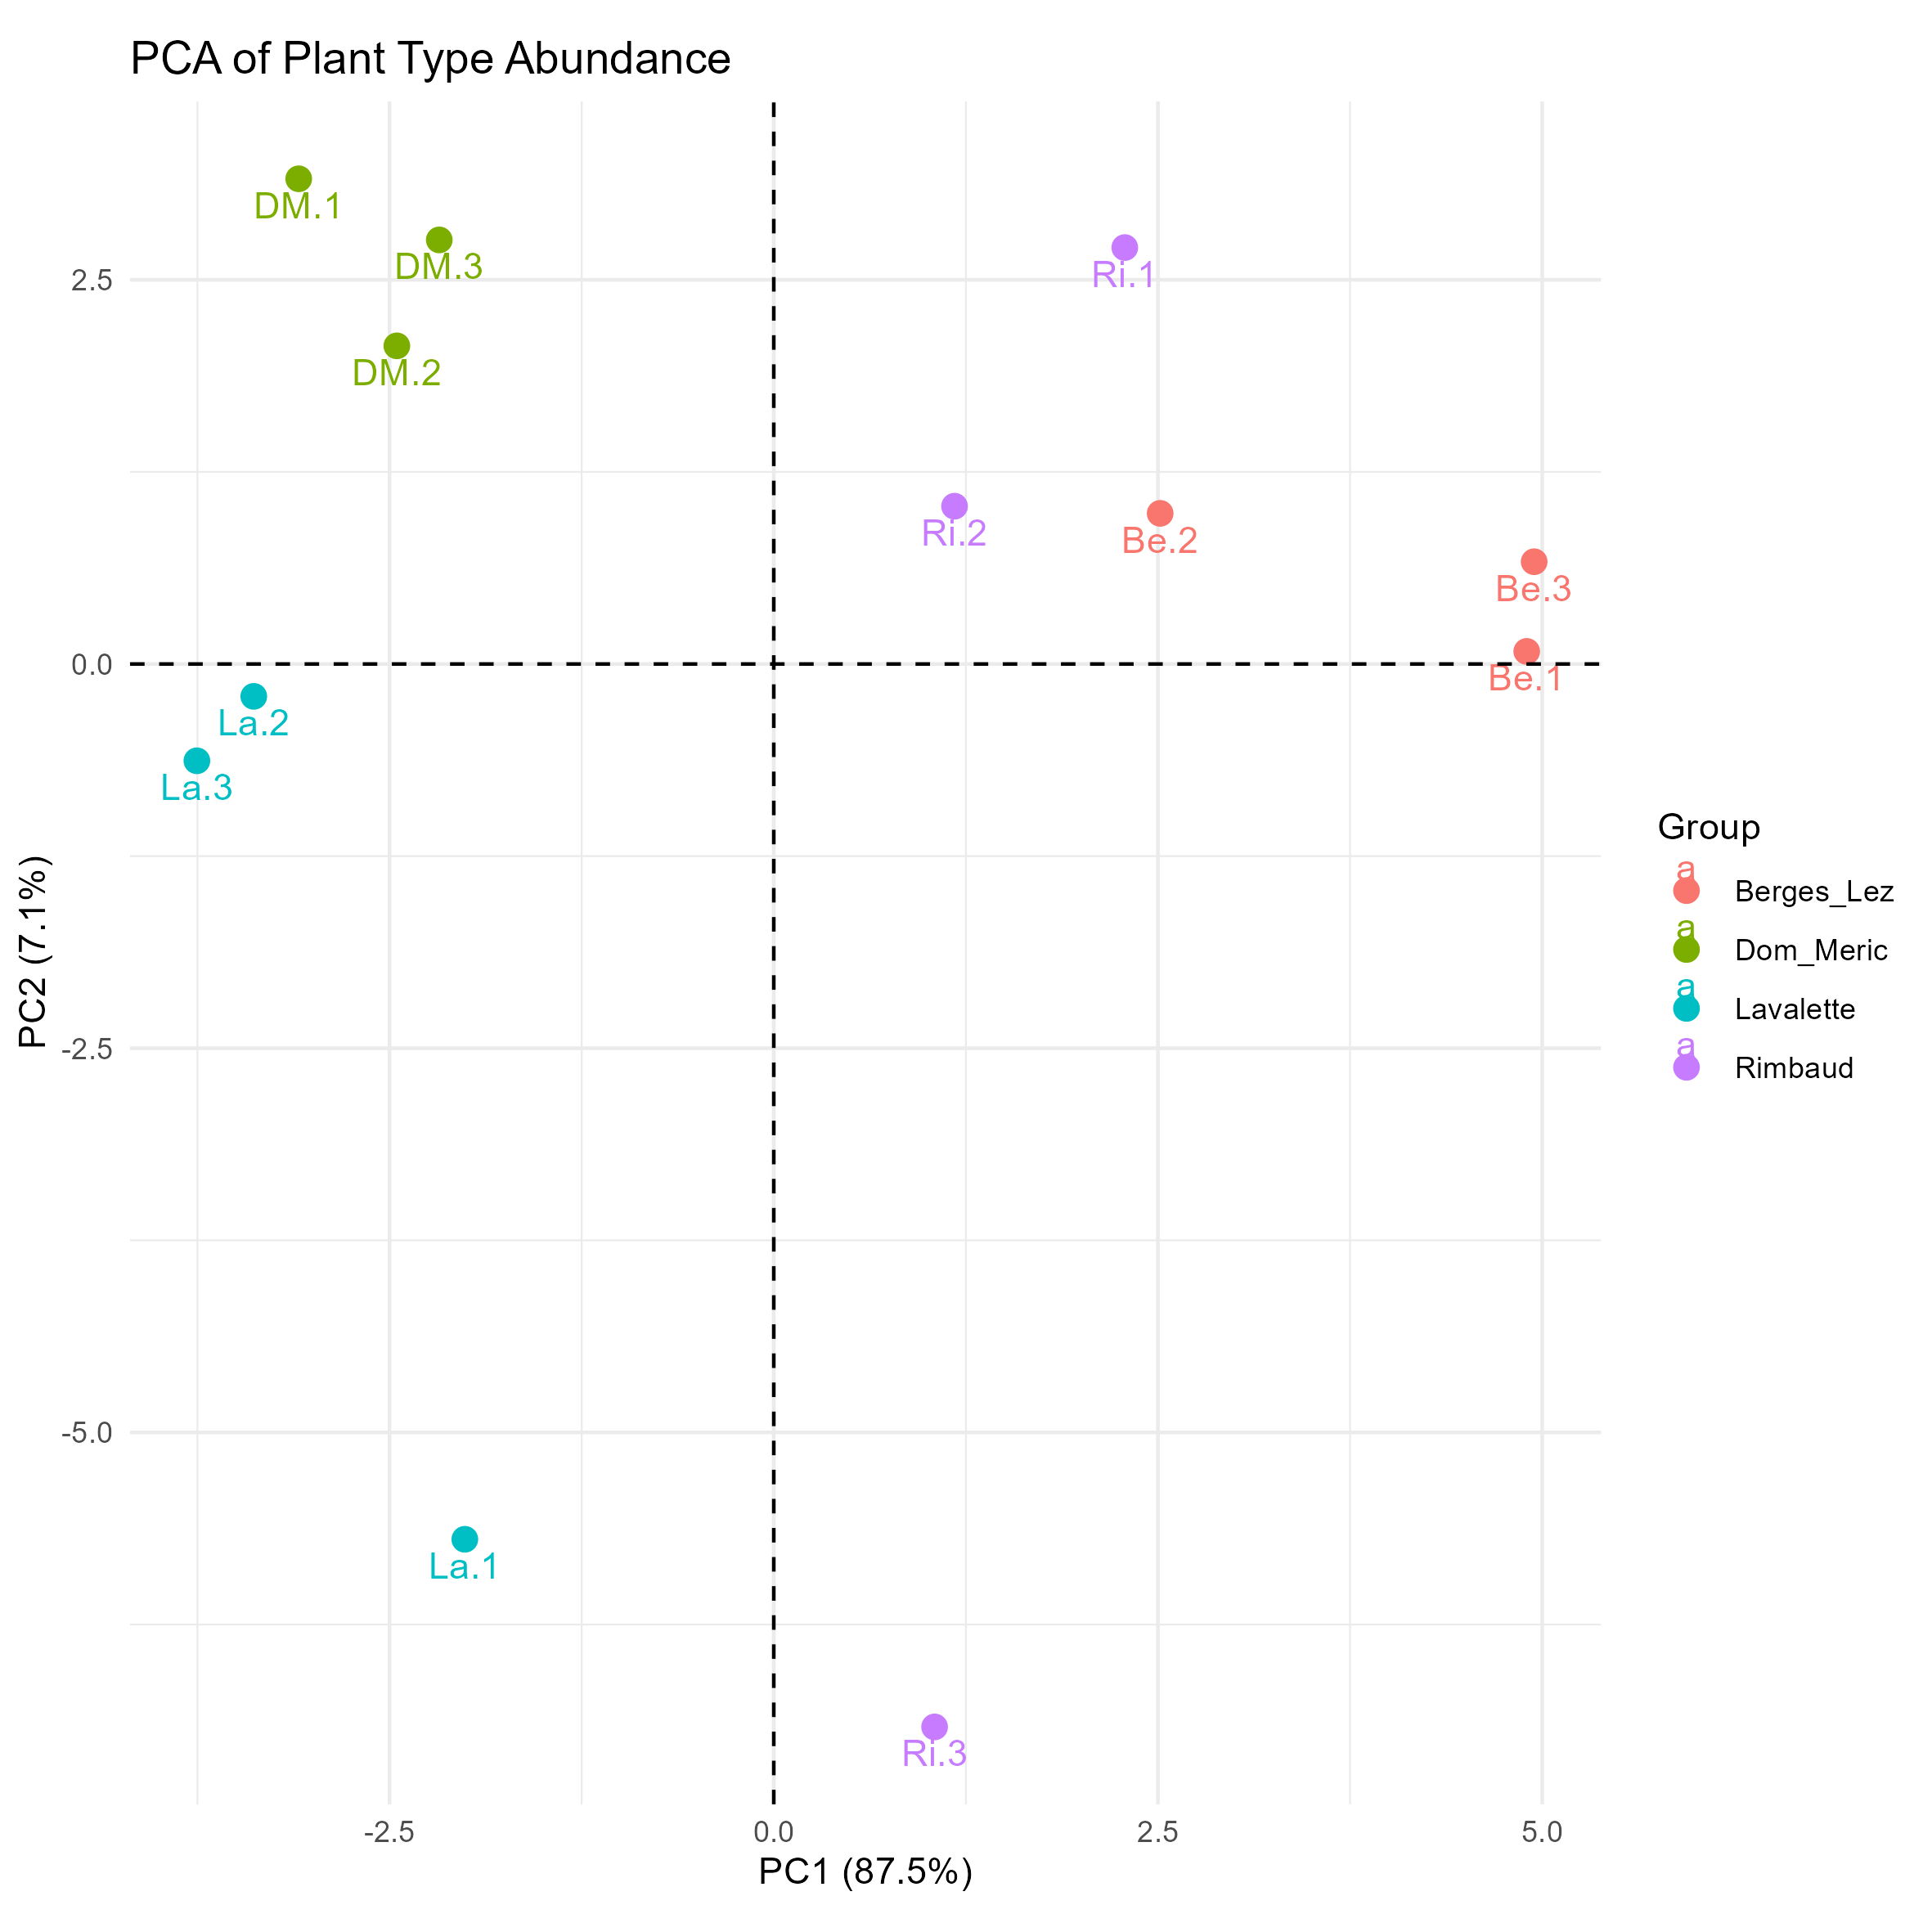 PCA of Plant Type Abundance
DM.1
DM.3
DM.2
Ri.1
Ri.2
Be.2
Be.3
Be.1
La.2
La.3
La.1
Ri.3
2.5
0.0
-2.5
-5.0
PC2 (7.1%)
-2.5
0.0
2.5
5.0
PC1 (87.5%)
Group
a
Berges_Lez
a
Dom_Meric
a
Lavalette
a
Rimbaud